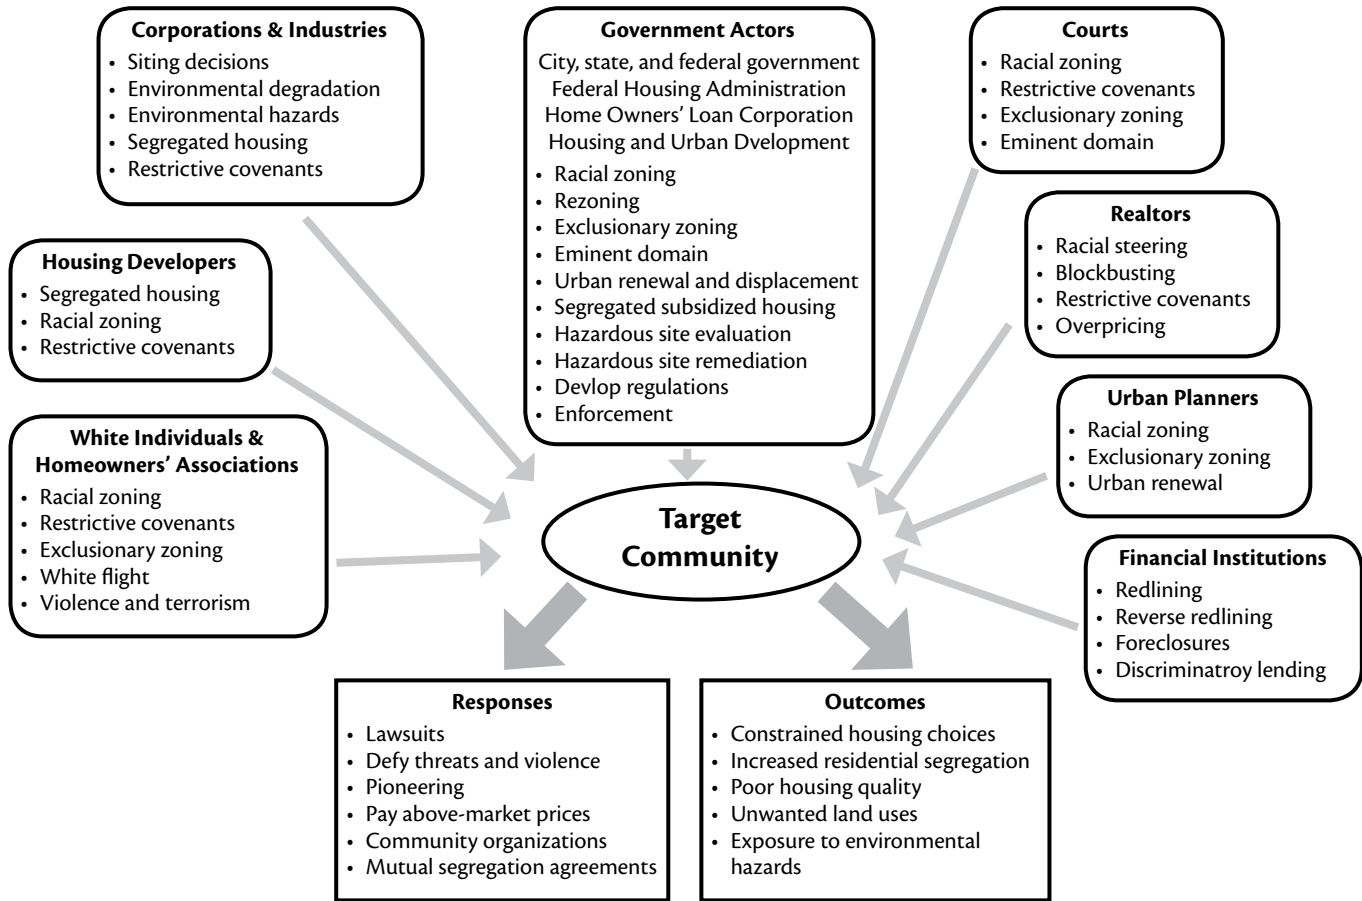 Corporations & Industries
• Siting decisions
• Environmental degradation
• Environmental hazards
• Segregated housing
• Restrictive covenants
Housing Developers
• Segregated housing
• Racial zoning
• Restrictive covenants
White Individuals &
Homeowners’ Associations
• Racial zoning
• Restrictive covenants
• Exclusionary zoning
• White flight
• Violence and terrorism
Government Actors
City, state, and federal government
Federal Housing Administration
Home Owners’ Loan Corporation
Housing and Urban Dvelopment
• Racial zoning
• Rezoning
• Exclusionary zoning
• Eminent domain
• Urban renewal and displacement
• Segregated subsidized housing
• Hazardous site evaluation
• Hazardous site remediation
• Devlop regulations
• Enforcement
Courts
• Racial zoning
• Restrictive covenants
• Exclusionary zoning
• Eminent domain
Realtors
• Racial steering
• Blockbusting
• Restrictive covenants
• Overpricing
Urban Planners
• Racial zoning
• Exclusionary zoning
• Urban renewal
Financial Institutions
• Redlining
• Reverse redlining
• Foreclosures
• Discriminatroy lending
Target
Community
Responses
• Lawsuits
• Defy threats and violence
• Pioneering
• Pay above-market prices
• Community organizations
• Mutual segregation agreements
Outcomes
• Constrained housing choices
• Increased residential segregation
• Poor housing quality
• Unwanted land uses
• Exposure to environmental
hazards